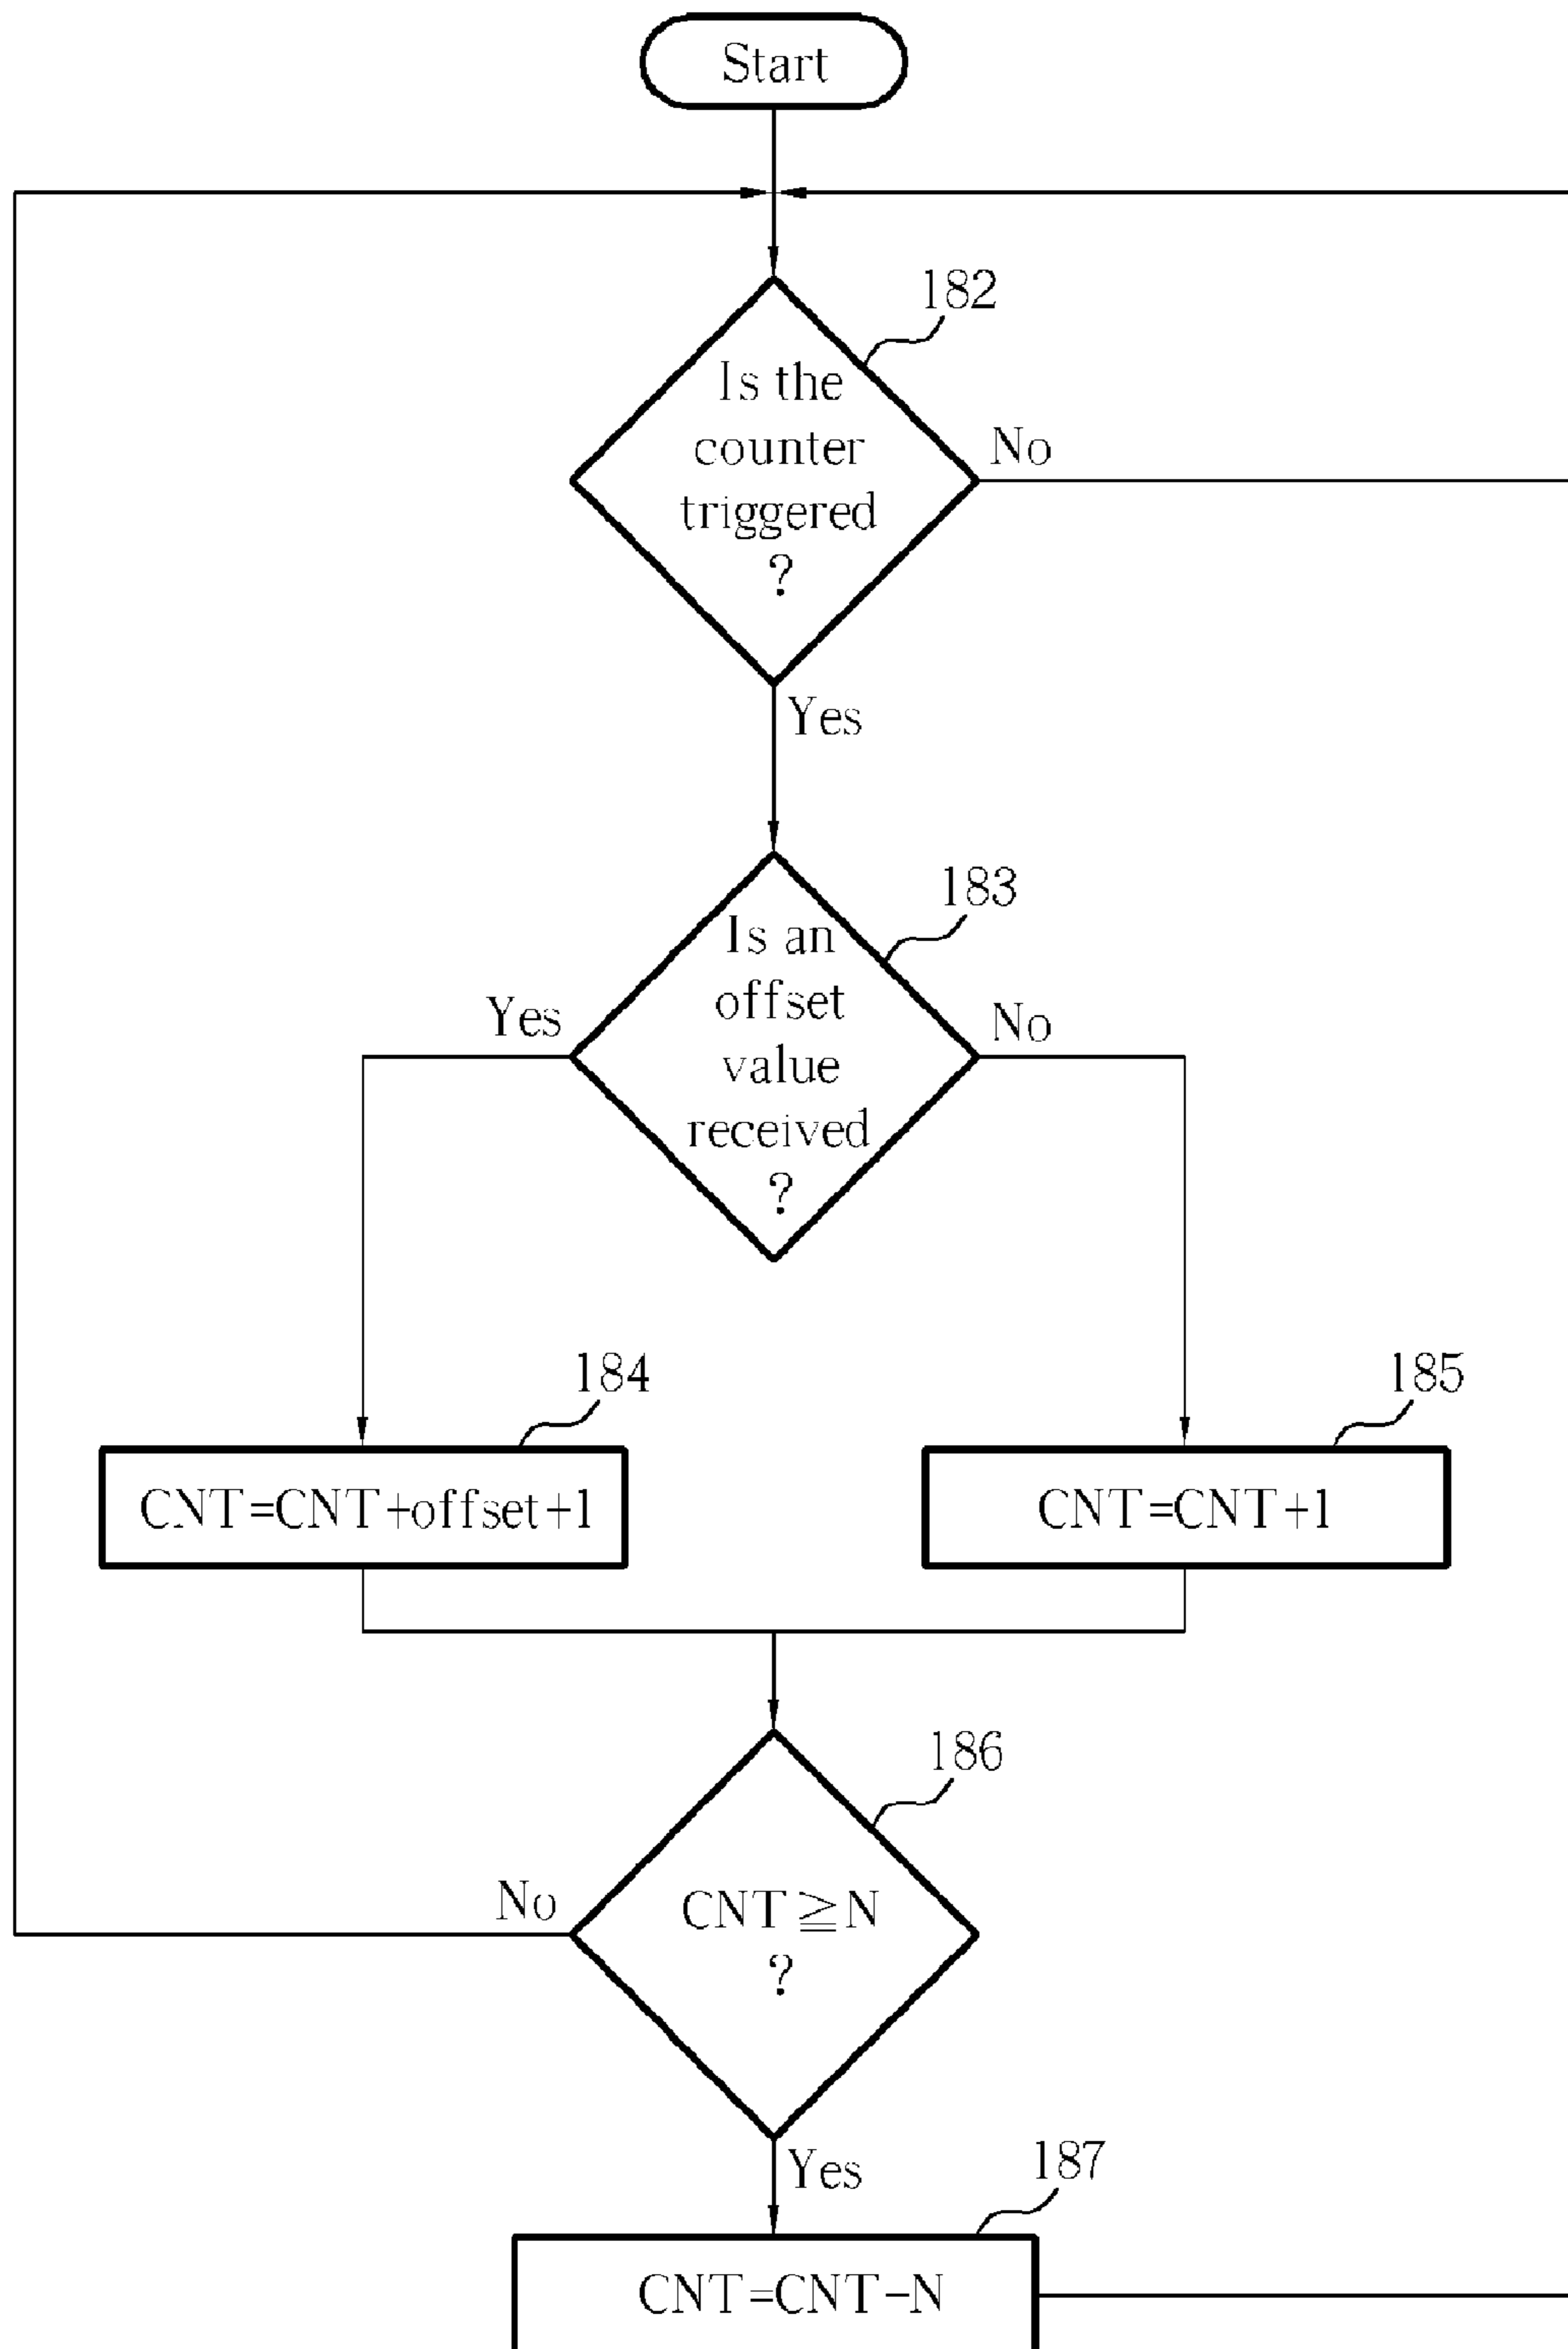 Start
182
Is the
counter
triggered
?
No
Yes
183
Is an
offset
value
received
?
Yes
No
184
185
CNT=CNT+offset+1
CNT=CNT+1
186
CNT≧N
?
No
Yes
187
CNT=CNT-N